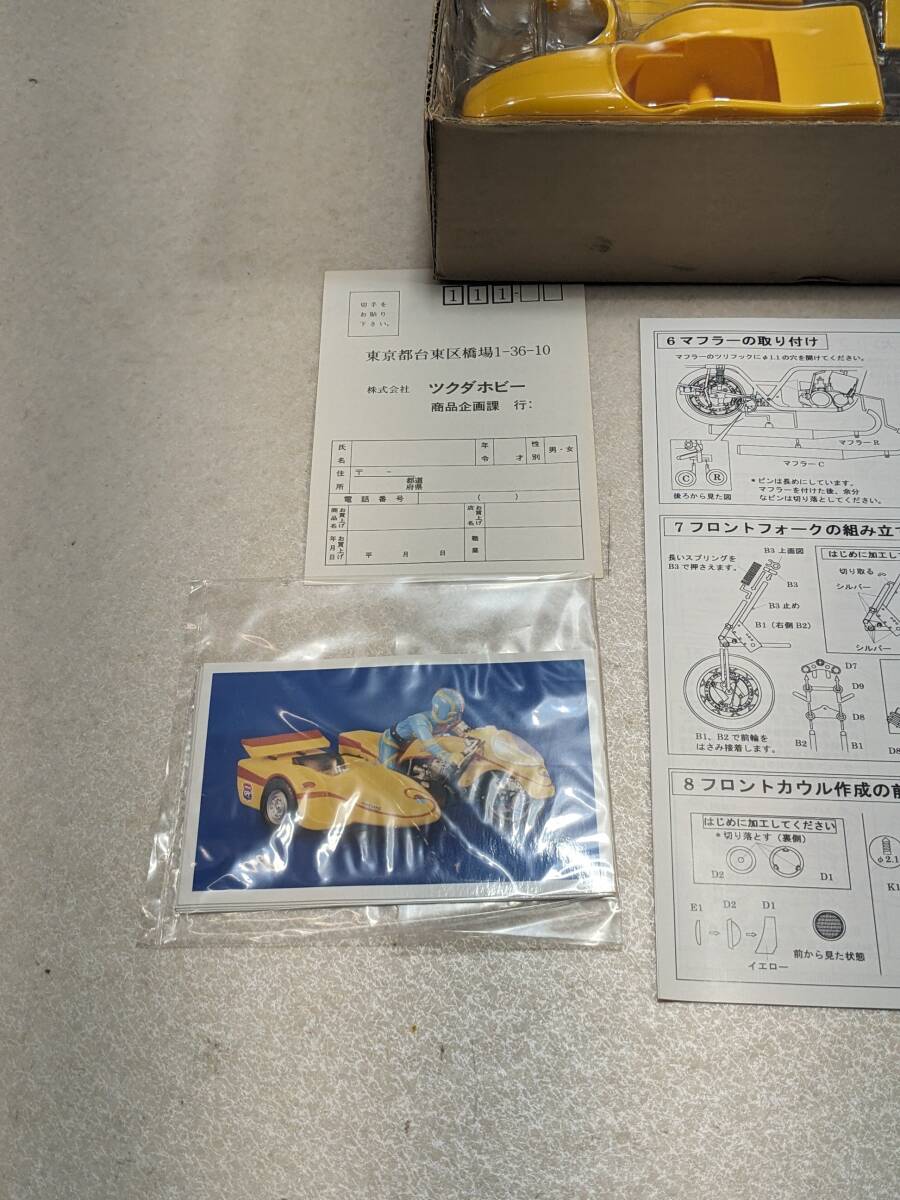 111-
切手を
お貼り
下さい。
東京都台東区橋場1-36-10
株式会社 ツクダホビー
商品企画課 行:
氏名
年令
才
性別
男・女
住所
〒 −
都道
府県
電話番号
( )
お買上げ
商品名
お買上げ
店名
お買上げ
年月日
平 月 日
職業
6 マフラーの取り付け
マフラーのツリフックにφ1.1の穴を開けてください。
マフラーR
マフラーC
C
R
後ろから見た図
*ピンは長めにしています。
マフラーを付けた後、余分
なピンは切り落としてください。
7 フロントフォークの組み立て
長いスプリングを
B3で押さえます。
B3 上面図
B3
B3 止め
B1 (右側 B2)
はじめに加工し
切り取る
シルバー
シルバー
D7
D9
D8
B2
B1
D8
B1、B2で前輪を
はさみ接着します。
8 フロントカウル作成の前
はじめに加工してください
*切り落とす(裏側)
D2
D1
φ2.1
K1
E1
D2
D1
イエロー
前から見た状態